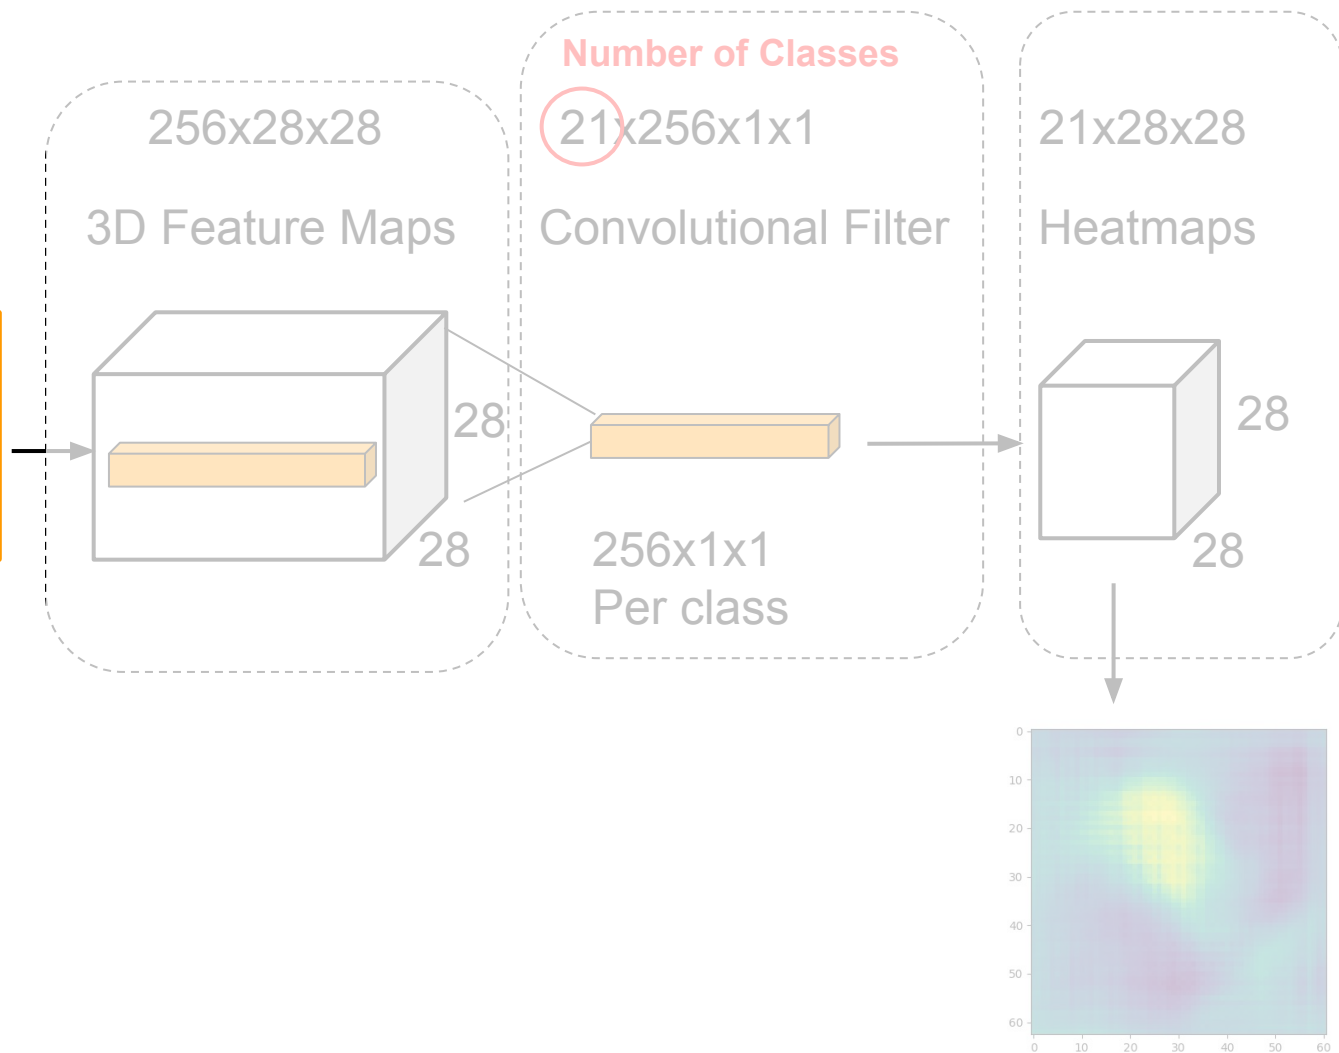 Number of Classes
256x28x28
21x256x1x1
21x28x28
3D Feature Maps
Convolutional Filter
Heatmaps
28
28
256x1x1
Per class
28
28
0
10
20
30
40
50
60
0
10
20
30
40
50
60